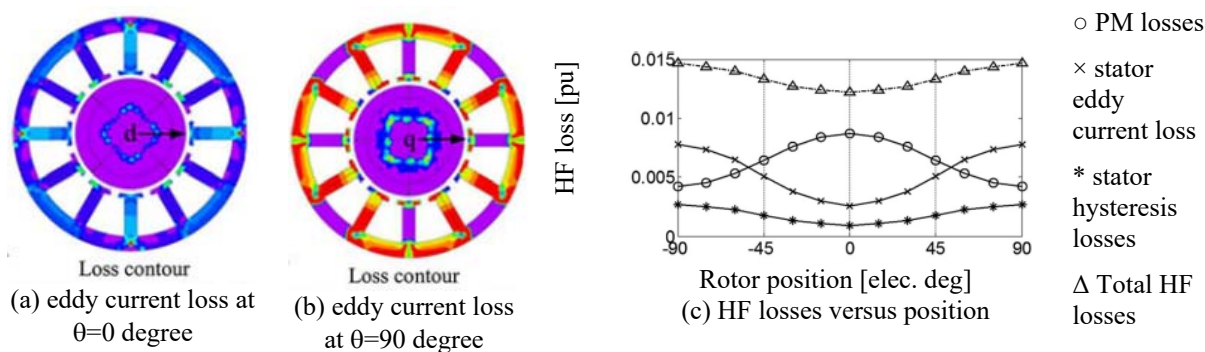 d
Loss contour
(a) eddy current loss at
θ=0 degree
q
Loss contour
(b) eddy current loss
at θ=90 degree
HF loss [pu]
0.015
0.01
0.005
0
-90
-45
0
45
90
Rotor position [elec. deg]
(c) HF losses versus position
○ PM losses
× stator
eddy
current loss
* stator
hysteresis
losses
Δ Total HF
losses